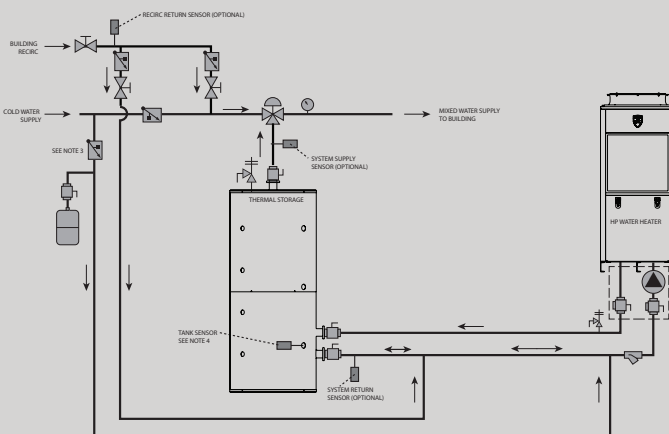 RECIRC RETURN SENSOR (OPTIONAL)
BUILDING
RECIRC
COLD WATER
SUPPLY
MIXED WATER SUPPLY
TO BUILDING
SEE NOTE 3
SYSTEM SUPPLY
SENSOR (OPTIONAL)
THERMAL STORAGE
HP WATER HEATER
TANK SENSOR
SEE NOTE 4
SYSTEM RETURN
SENSOR (OPTIONAL)